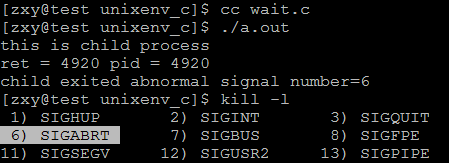 [zxy@test unixenv_c]$ cc wait.c
[zxy@test unixenv_c]$ ./a.out
this is child process
ret = 4920 pid = 4920
child exited abnormal signal number=6
[zxy@test unixenv_c]$ kill -l
1) SIGHUP 2) SIGINT 3) SIGQUIT
6) SIGABRT 7) SIGBUS 8) SIGFPE
11) SIGSEGV 12) SIGUSR2 13) SIGPIPE